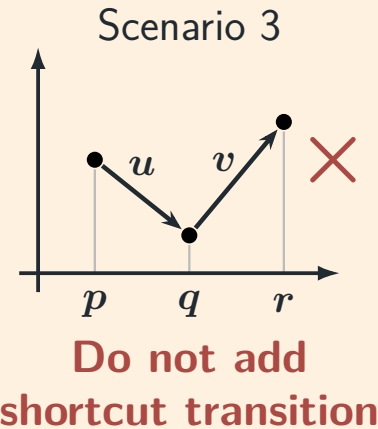 Scenario 3
u v
p q r
Do not add
shortcut transition